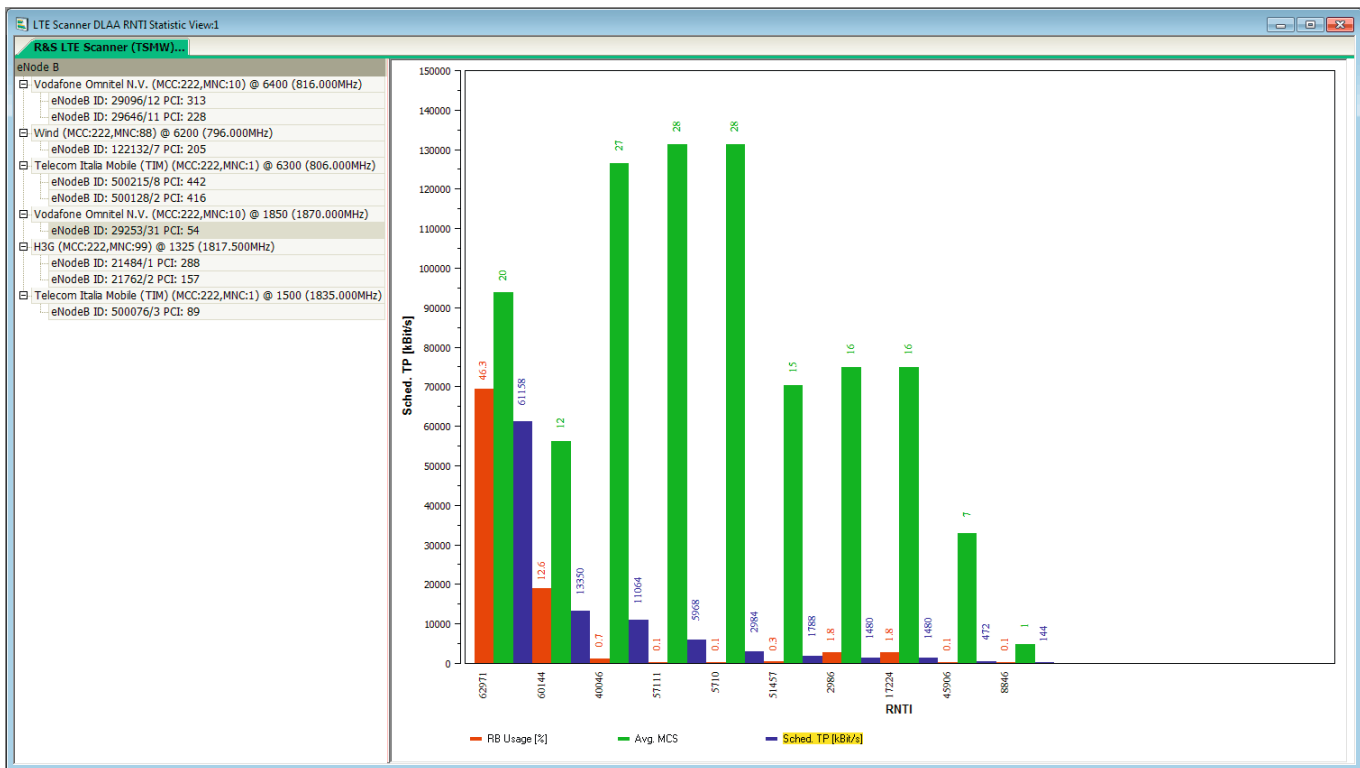 LTE Scanner DLAA RNTI Statistic View:1
R&S LTE Scanner (TSMW)...
eNode B
Vodafone Omnitel N.V. (MCC:222,MNC:10) @ 6400 (816.000MHz)
eNodeB ID: 29096/12 PCI: 313
eNodeB ID: 29646/11 PCI: 228
Wind (MCC:222,MNC:88) @ 6200 (796.000MHz)
eNodeB ID: 122132/7 PCI: 205
Telecom Italia Mobile (TIM) (MCC:222,MNC:1) @ 6300 (806.000MHz)
eNodeB ID: 500215/8 PCI: 442
eNodeB ID: 500128/2 PCI: 416
Vodafone Omnitel N.V. (MCC:222,MNC:10) @ 1850 (1870.000MHz)
eNodeB ID: 29253/31 PCI: 54
H3G (MCC:222,MNC:99) @ 1325 (1817.500MHz)
eNodeB ID: 21484/1 PCI: 288
eNodeB ID: 21762/2 PCI: 157
Telecom Italia Mobile (TIM) (MCC:222,MNC:1) @ 1500 (1835.000MHz)
eNodeB ID: 500076/3 PCI: 89
Sched. TP [kBit/s]
150000
140000
130000
120000
110000
100000
90000
80000
70000
60000
50000
40000
30000
20000
10000
0
46.3
20
61158
12.6
12
13350
0.7
27
11064
0.1
28
5968
0.1
28
2984
0.3
15
1788
1.8
16
1480
1.8
16
1480
0.1
7
472
0.1
1
144
62971
60144
40046
57111
5710
51457
2986
17224
45906
8846
RNTI
RB Usage [%]
Avg. MCS
Sched. TP [kBit/s]